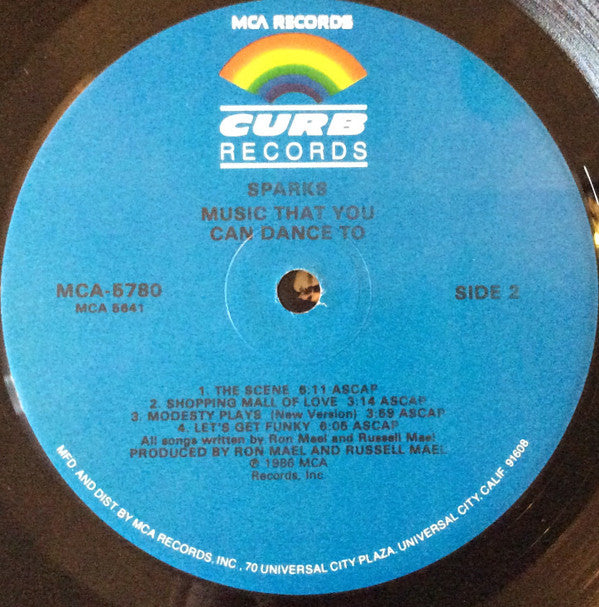 MCA RECORDS
CURB
RECORDS
SPARKS
MUSIC THAT YOU
CAN DANCE TO
MCA-5780
MCA 5641
SIDE 2
1. THE SCENE 6:11 ASCAP
2. SHOPPING MALL OF LOVE 3:14 ASCAP
3. MODESTY PLAYS (New Version) 3:59 ASCAP
4. LET'S GET FUNKY 6:05 ASCAP
All songs written by Ron Mael and Russell Mael
PRODUCED BY RON MAEL AND RUSSELL MAEL
℗ 1986 MCA
Records, Inc.
MFD. AND DIST. BY MCA RECORDS, INC., 70 UNIVERSAL CITY PLAZA, UNIVERSAL CITY, CALIF. 91608